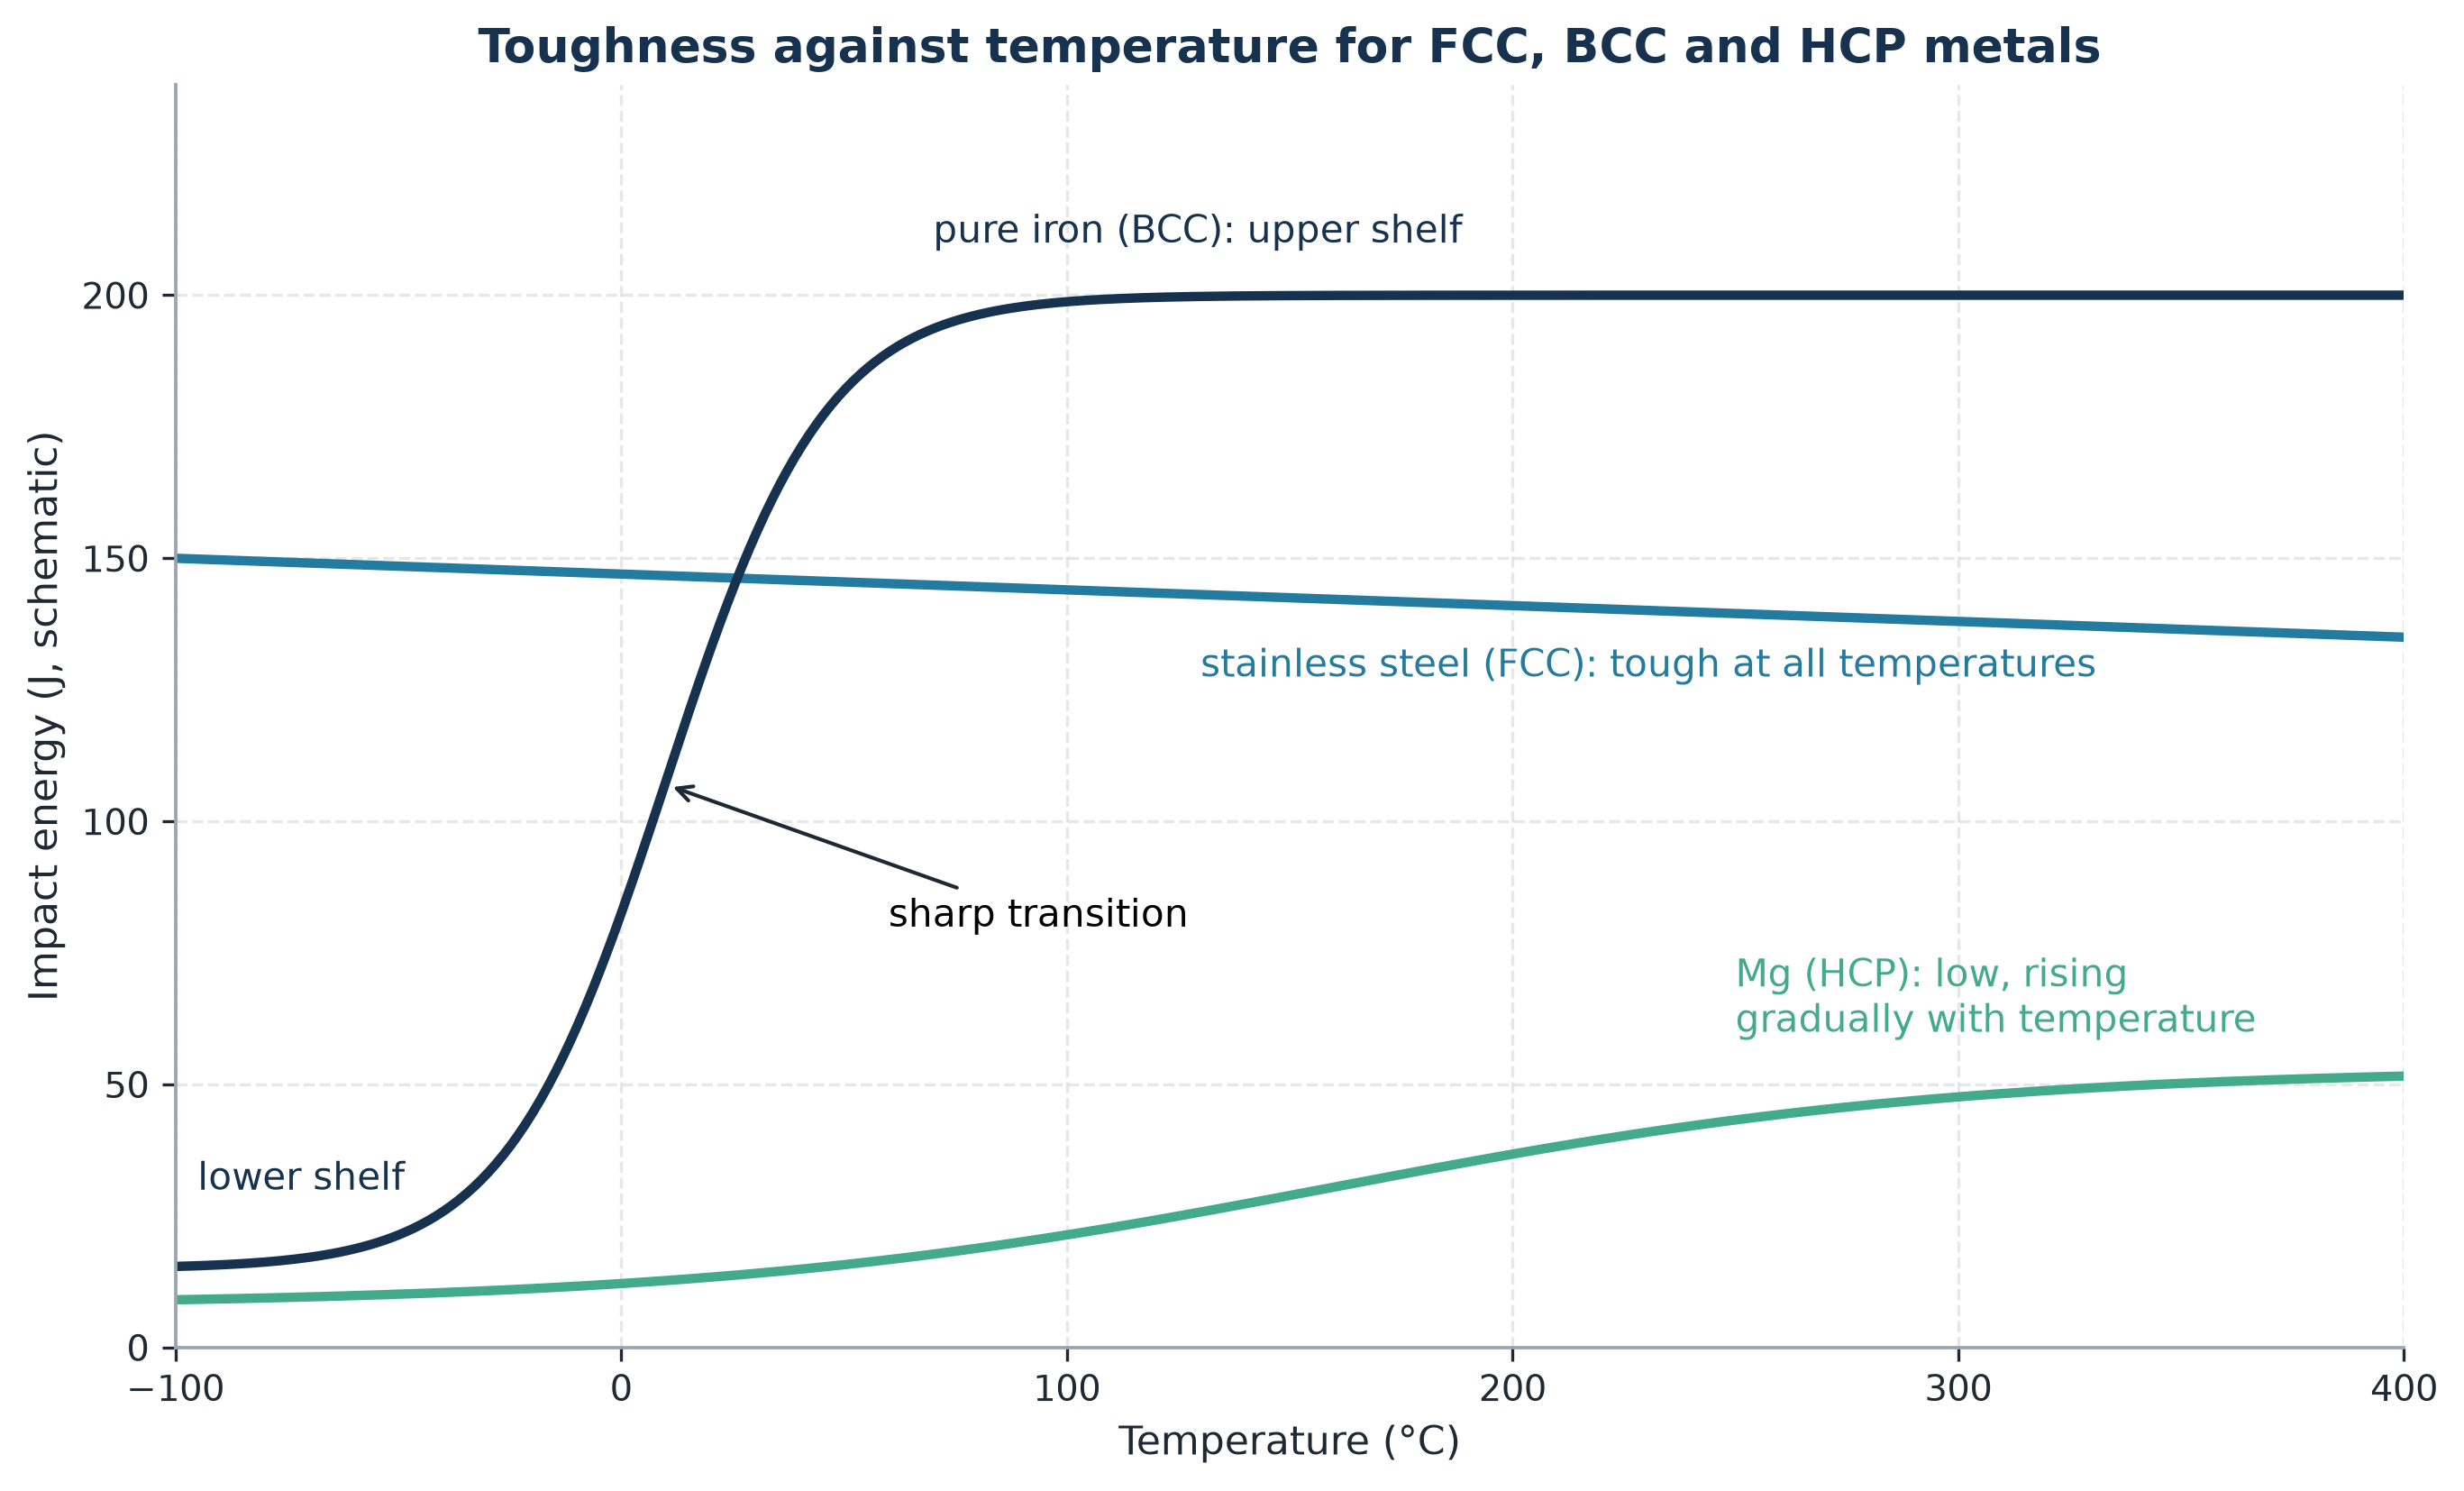 Toughness against temperature for FCC, BCC and HCP metals
Impact energy (J, schematic)
200
150
100
50
0
pure iron (BCC): upper shelf
stainless steel (FCC): tough at all temperatures
sharp transition
Mg (HCP): low, rising
gradually with temperature
lower shelf
−100
0
100
200
300
400
Temperature (°C)